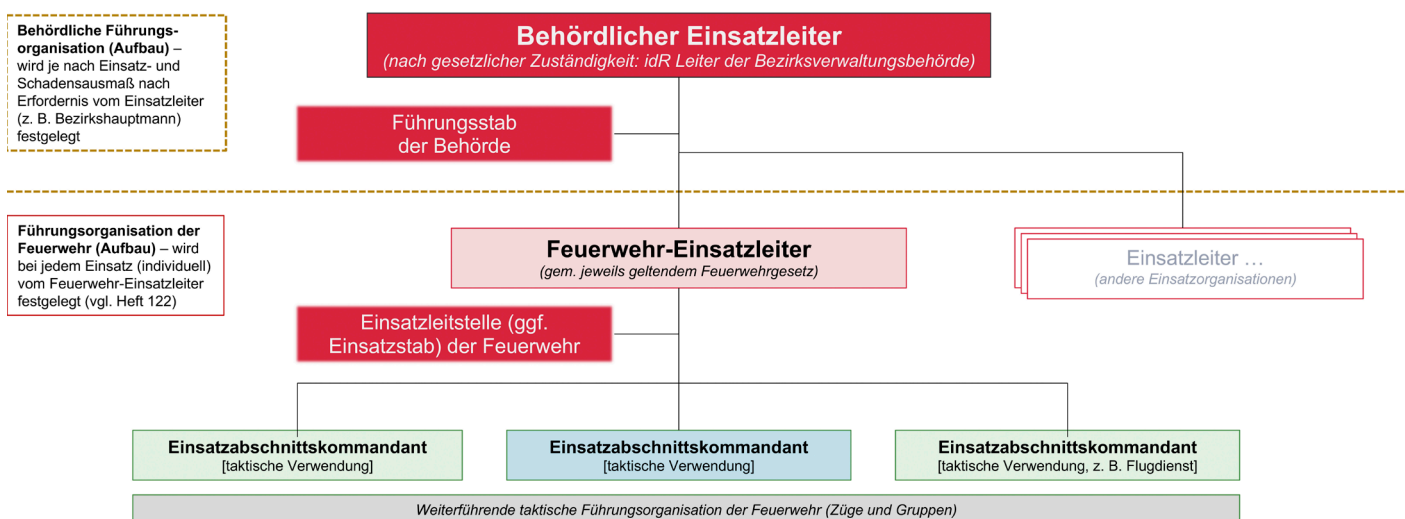 Behördliche Führungs-
organisation (Aufbau) –
wird je nach Einsatz- und
Schadensausmaß nach
Erfordernis vom Einsatzleiter
(z. B. Bezirkshauptmann)
festgelegt
Behördlicher Einsatzleiter
(nach gesetzlicher Zuständigkeit: idR Leiter der Bezirksverwaltungsbehörde)
Führungsstab
der Behörde
Führungsorganisation der
Feuerwehr (Aufbau) – wird
bei jedem Einsatz (individuell)
vom Feuerwehr-Einsatzleiter
festgelegt (vgl. Heft 122)
Feuerwehr-Einsatzleiter
(gem. jeweils geltendem Feuerwehrgesetz)
Einsatzleiter …
(andere Einsatzorganisationen)
Einsatzleitstelle (ggf.
Einsatzstab) der Feuerwehr
Einsatzabschnittskommandant
[taktische Verwendung]
Einsatzabschnittskommandant
[taktische Verwendung]
Einsatzabschnittskommandant
[taktische Verwendung, z. B. Flugdienst]
Weiterführende taktische Führungsorganisation der Feuerwehr (Züge und Gruppen)